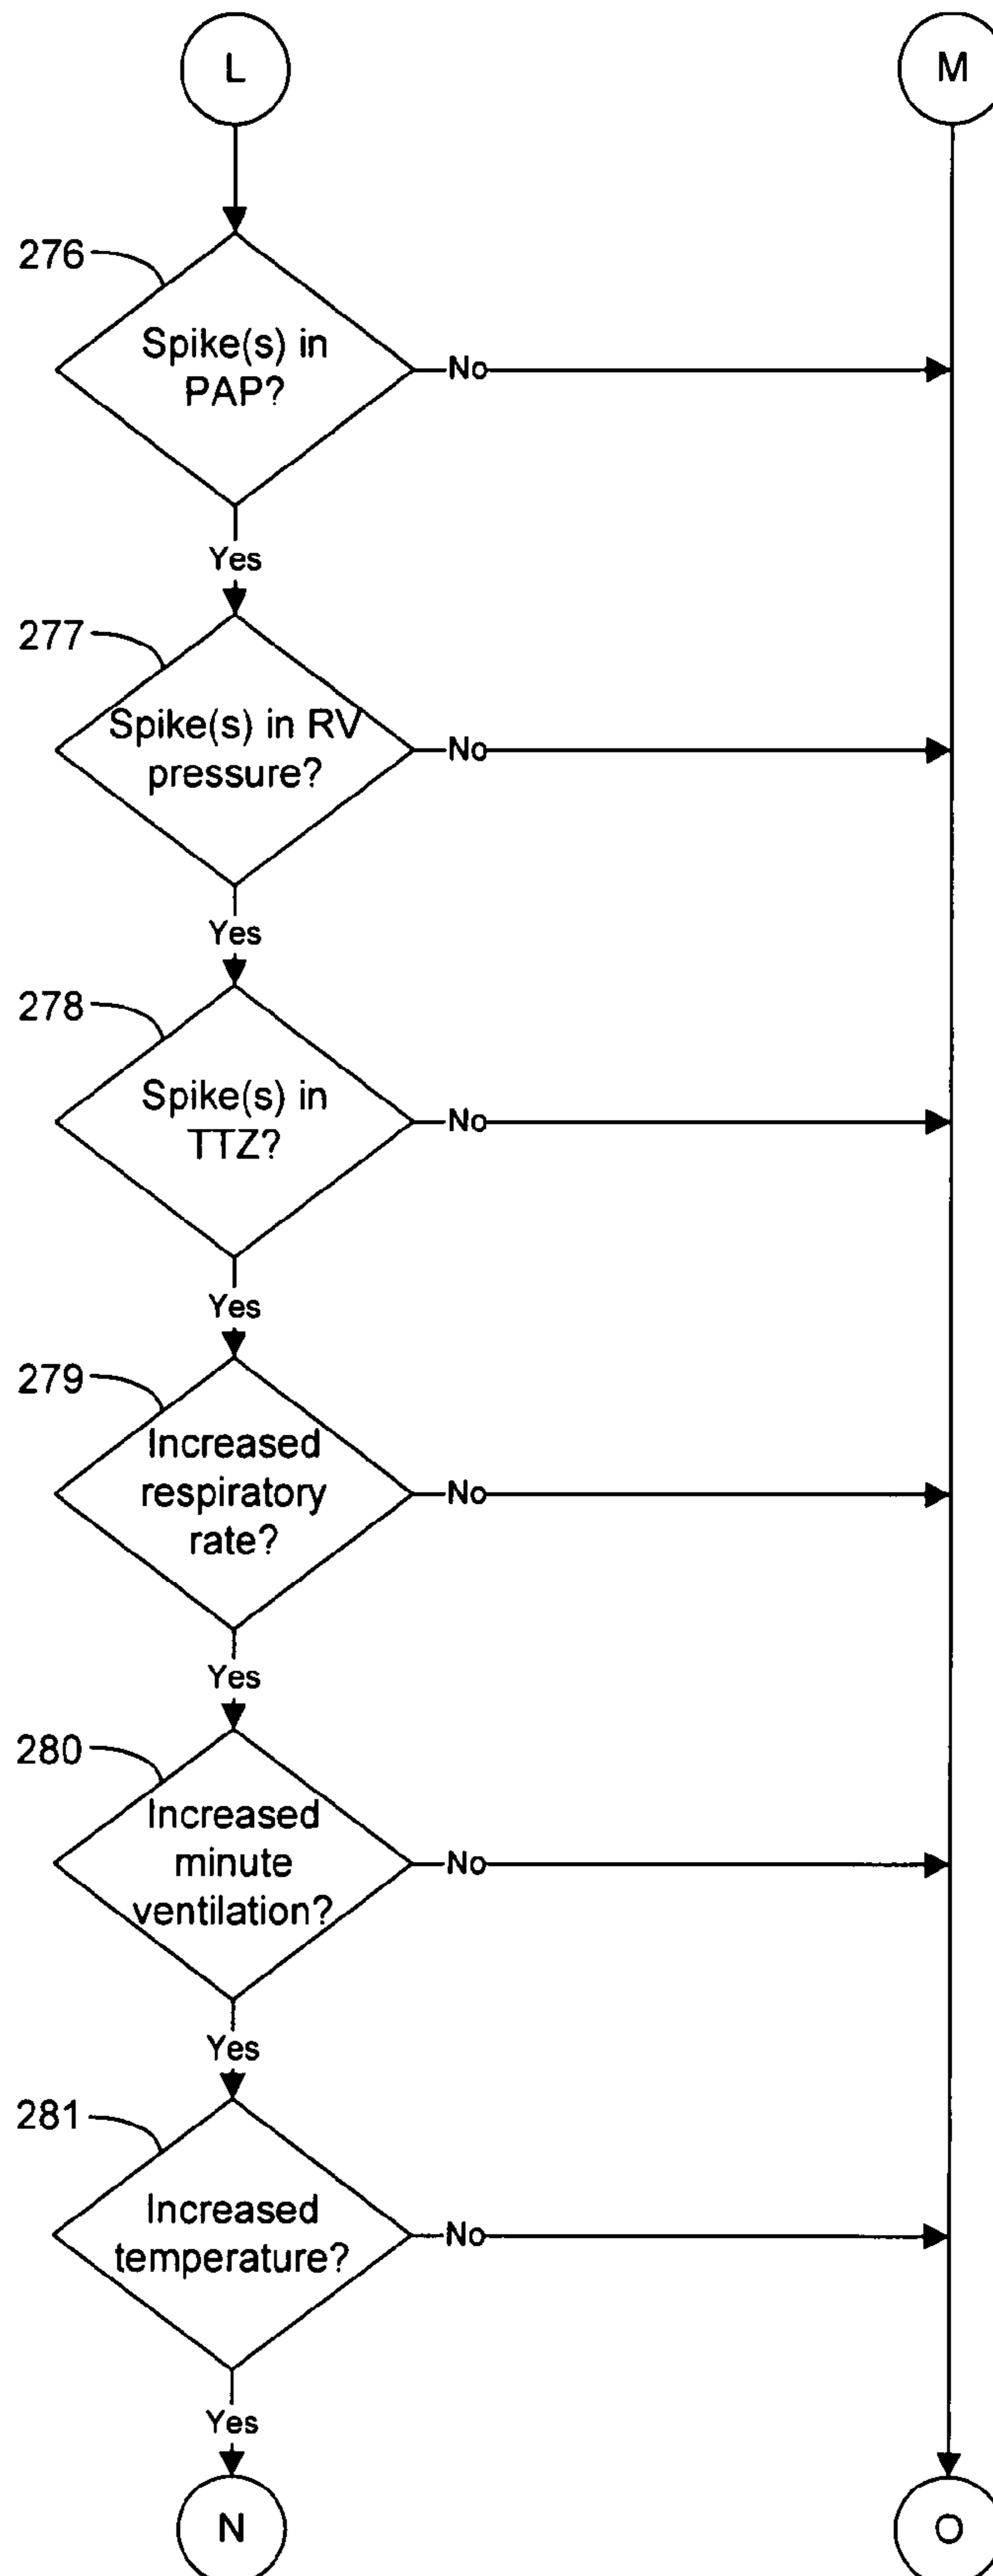 L
M
276
Spike(s) in
PAP?
No
Yes
277
Spike(s) in RV
pressure?
No
Yes
278
Spike(s) in
TTZ?
No
Yes
279
Increased
respiratory
rate?
No
Yes
280
Increased
minute
ventilation?
No
Yes
281
Increased
temperature?
No
Yes
N
O